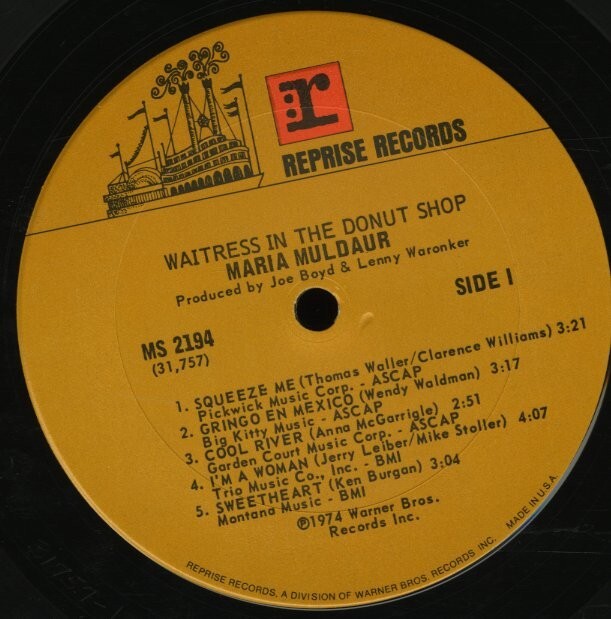 r
REPRISE RECORDS
WAITRESS IN THE DONUT SHOP
MARIA MULDAUR
Produced by Joe Boyd & Lenny Waronker
SIDE I
MS 2194
(31,757)
1. SQUEEZE ME (Thomas Waller/Clarence Williams) 3:21
Pickwick Music Corp. - ASCAP
2. GRINGO EN MEXICO (Wendy Waldman) 3:17
Big Kitty Music - ASCAP
3. COOL RIVER (Anna McGarrigle) 2:51
Garden Court Music Corp. - ASCAP
4. I'M A WOMAN (Jerry Leiber/Mike Stoller) 4:07
Trio Music Co., Inc. - BMI
5. SWEETHEART (Ken Burgan) 3:04
Montana Music - BMI
℗1974 Warner Bros.
Records Inc.
REPRISE RECORDS, A DIVISION OF WARNER BROS. RECORDS INC. MADE IN U.S.A.